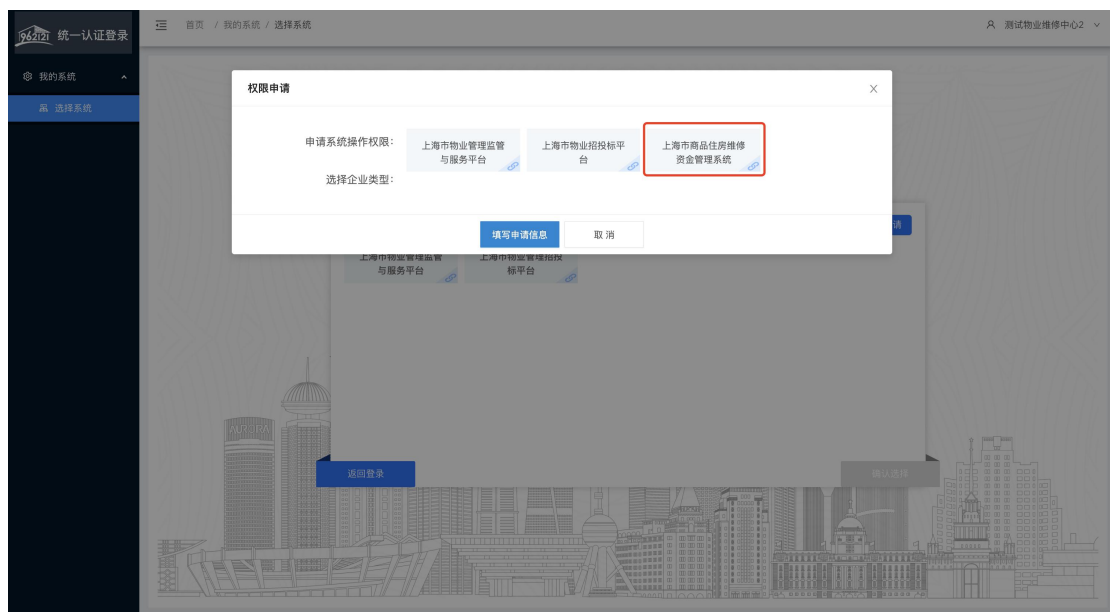 962121 统一认证登录
首页 / 我的系统 / 选择系统
测试物业维修中心2
我的系统
选择系统
权限申请
申请系统操作权限：
上海市物业管理监管
与服务平台
上海市物业招投标平
台
上海市商品住房维修
资金管理系统
选择企业类型：
填写申请信息
取 消
请
上海市物业管理监管
与服务平台
上海市物业管理招投
标平台
AURORA
返回登录
确认选择